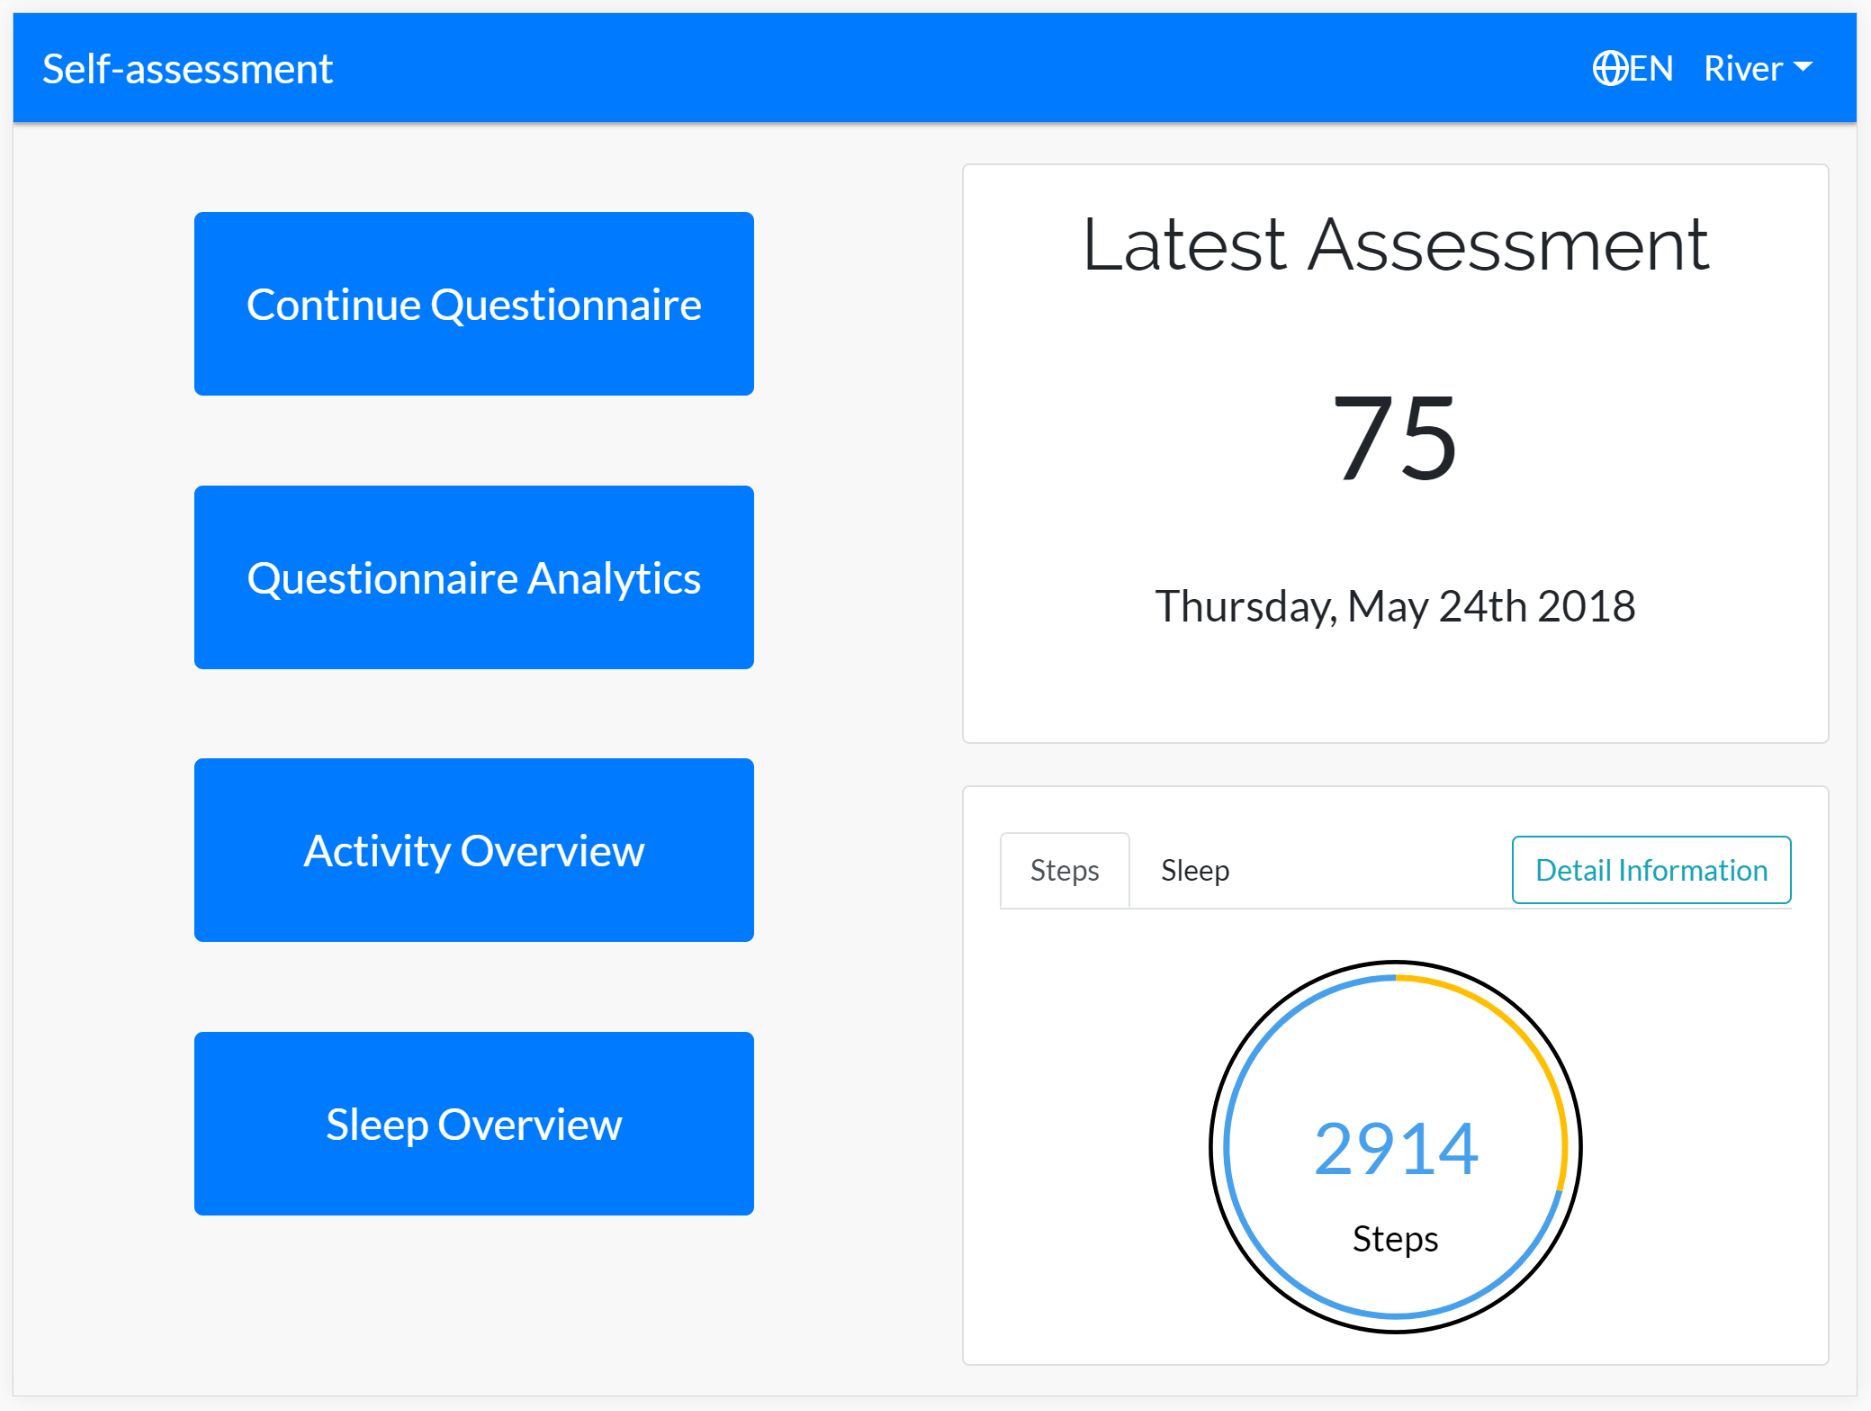 Self-assessment
EN
River
Continue Questionnaire
Questionnaire Analytics
Activity Overview
Sleep Overview
Latest Assessment
75
Thursday, May 24th 2018
Steps
Sleep
Detail Information
2914
Steps